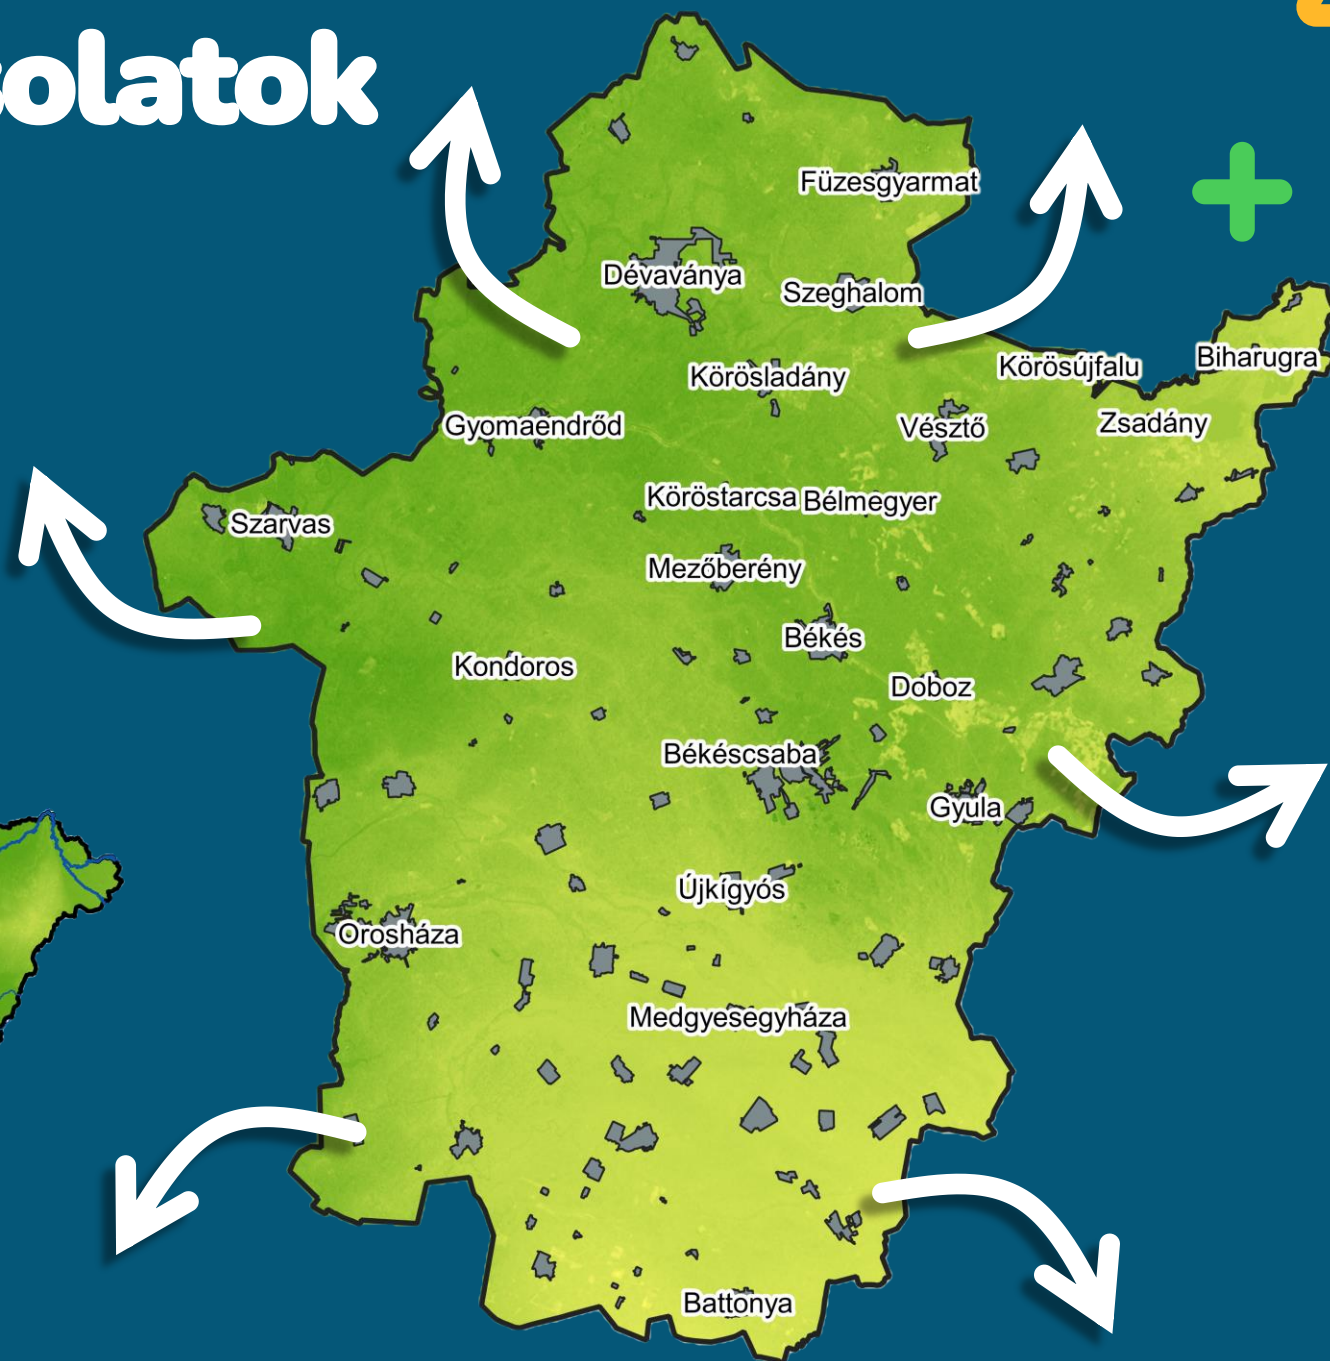 olatok
Füzesgyarmat
Dévaványa
Szeghalom
Körösladány
Körösújfalu
Biharugra
Gyomaendrőd
Vésztő
Zsadány
Köröstarcsa
Bélmegyer
Szarvas
Mezőberény
Békés
Kondoros
Doboz
Békéscsaba
Gyula
Újkígyós
Orosháza
Medgyesegyháza
Battonya